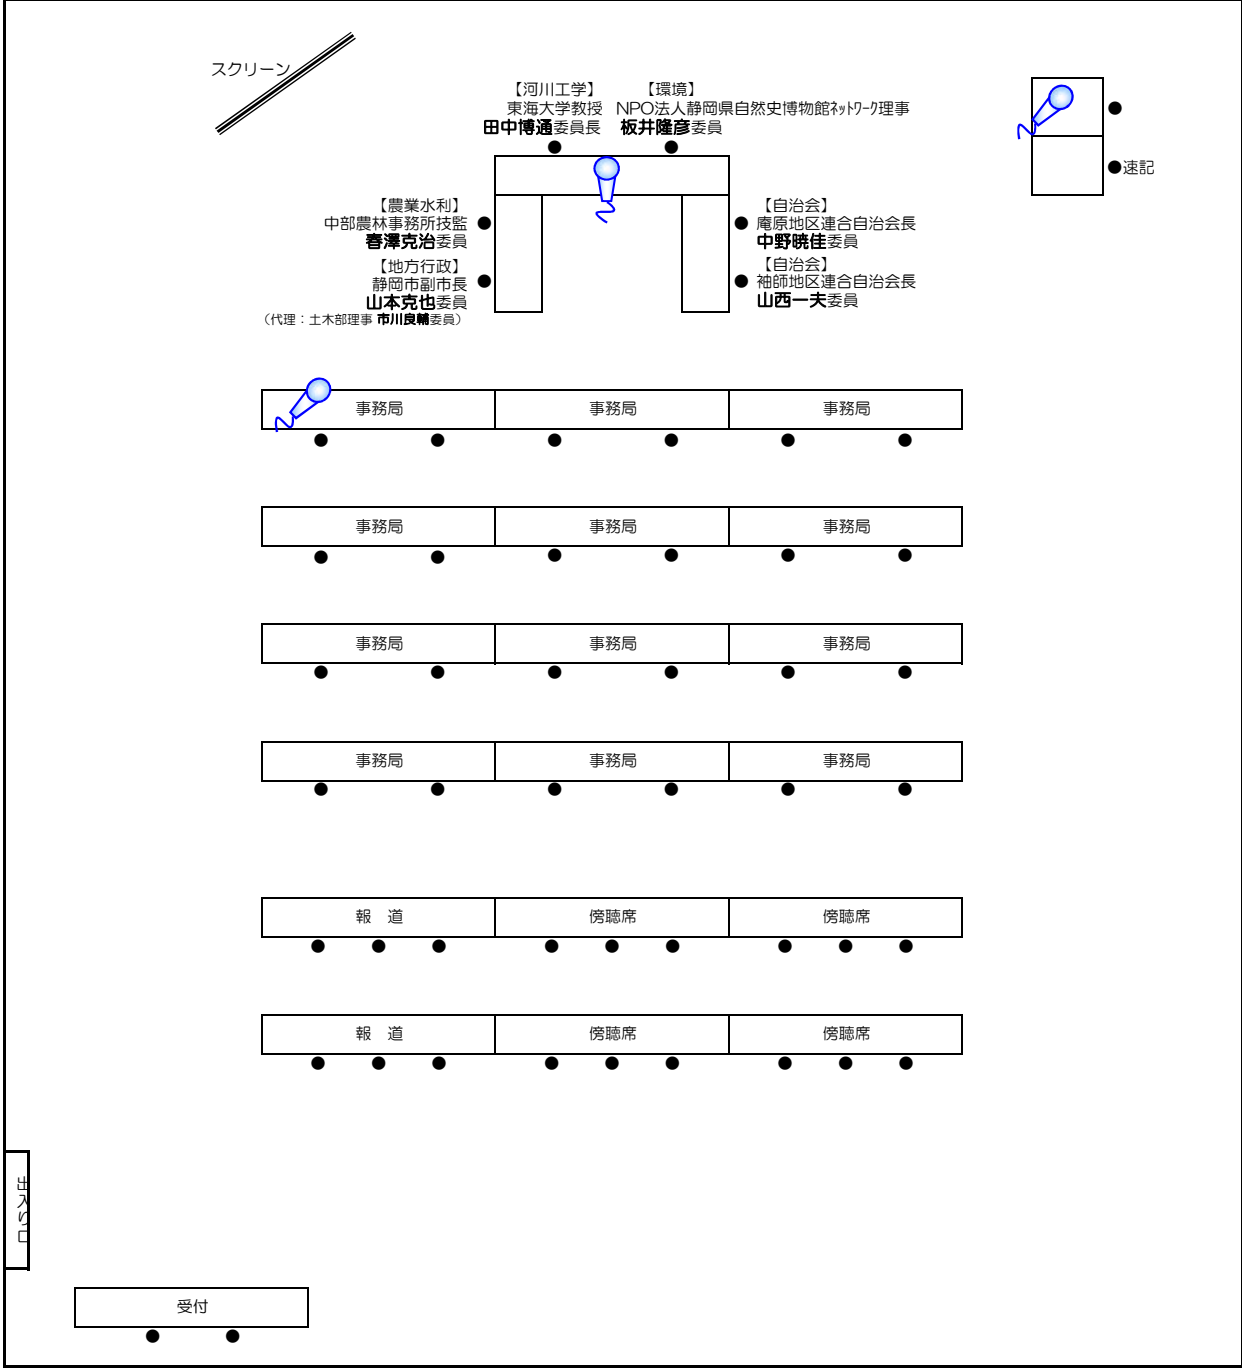 スクリーン
【河川工学】
東海大学教授
田中博通委員長
【環境】
NPO法人静岡県自然史博物館ﾈｯﾄﾜｰｸ理事
板井隆彦委員
速記
【農業水利】
中部農林事務所技監
春澤克治委員
【地方行政】
静岡市副市長
山本克也委員
（代理：土木部理事 市川良輔委員）
【自治会】
庵原地区連合自治会長
中野暁佳委員
【自治会】
袖師地区連合自治会長
山西一夫委員
事務局 事務局 事務局
事務局 事務局 事務局
事務局 事務局 事務局
事務局 事務局 事務局
報　道 傍聴席 傍聴席
報　道 傍聴席 傍聴席
出入り口
受付